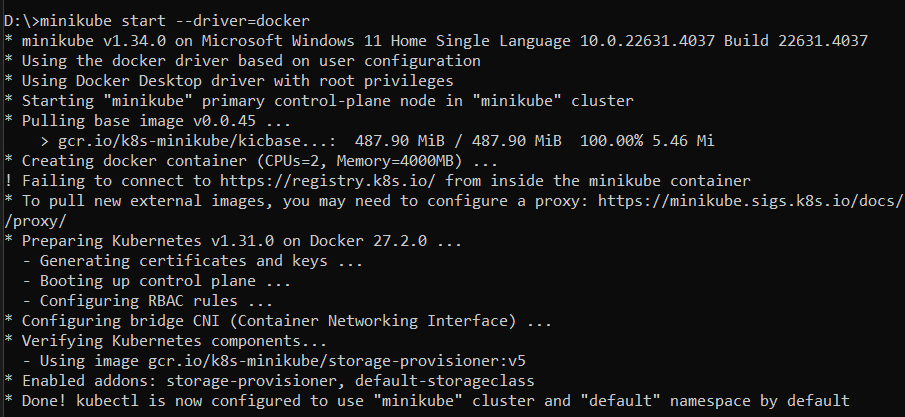 D:\>minikube start --driver=docker
* minikube v1.34.0 on Microsoft Windows 11 Home Single Language 10.0.22631.4037 Build 22631.4037
* Using the docker driver based on user configuration
* Using Docker Desktop driver with root privileges
* Starting "minikube" primary control-plane node in "minikube" cluster
* Pulling base image v0.0.45 ...
    > gcr.io/k8s-minikube/kicbase...:  487.90 MiB / 487.90 MiB  100.00% 5.46 Mi
* Creating docker container (CPUs=2, Memory=4000MB) ...
! Failing to connect to https://registry.k8s.io/ from inside the minikube container
* To pull new external images, you may need to configure a proxy: https://minikube.sigs.k8s.io/docs/
/proxy/
* Preparing Kubernetes v1.31.0 on Docker 27.2.0 ...
  - Generating certificates and keys ...
  - Booting up control plane ...
  - Configuring RBAC rules ...
* Configuring bridge CNI (Container Networking Interface) ...
* Verifying Kubernetes components...
  - Using image gcr.io/k8s-minikube/storage-provisioner:v5
* Enabled addons: storage-provisioner, default-storageclass
* Done! kubectl is now configured to use "minikube" cluster and "default" namespace by default